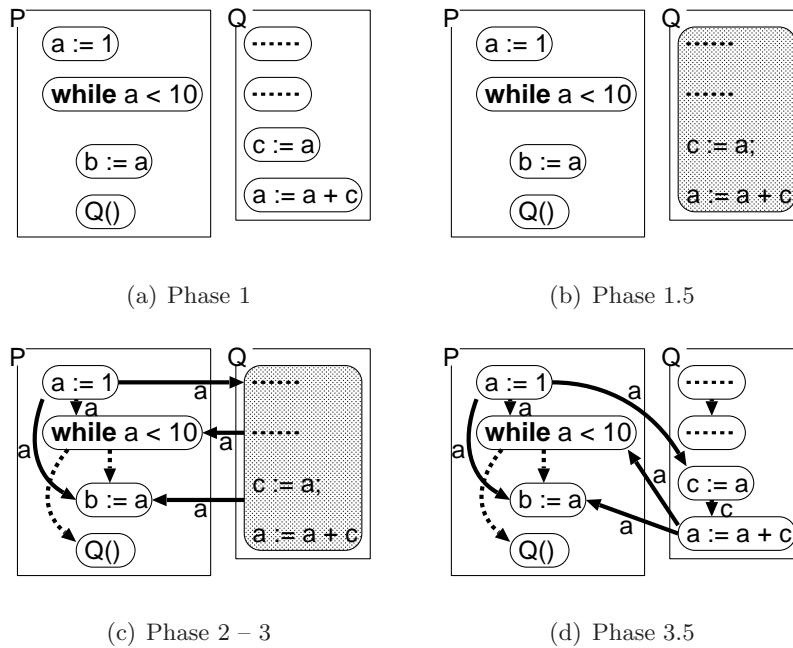 P
a := 1
while a < 10
b := a
Q()
Q
c := a
a := a + c
(a) Phase 1
P
a := 1
while a < 10
b := a
Q()
Q
c := a;
a := a + c
(b) Phase 1.5
P
a := 1
a
a
while a < 10
a
a
b := a
a
Q()
Q
c := a;
a := a + c
(c) Phase 2 – 3
P
a := 1
a
a
while a < 10
a
a
b := a
a
Q()
Q
c := a
c
a := a + c
(d) Phase 3.5